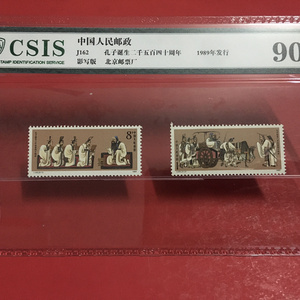 CSIS
STAMP IDENTIFICATION SERVICE
中国人民邮政
J162 孔子诞生二千五百四十周年 1989年发行
影写版 北京邮票厂
90
8